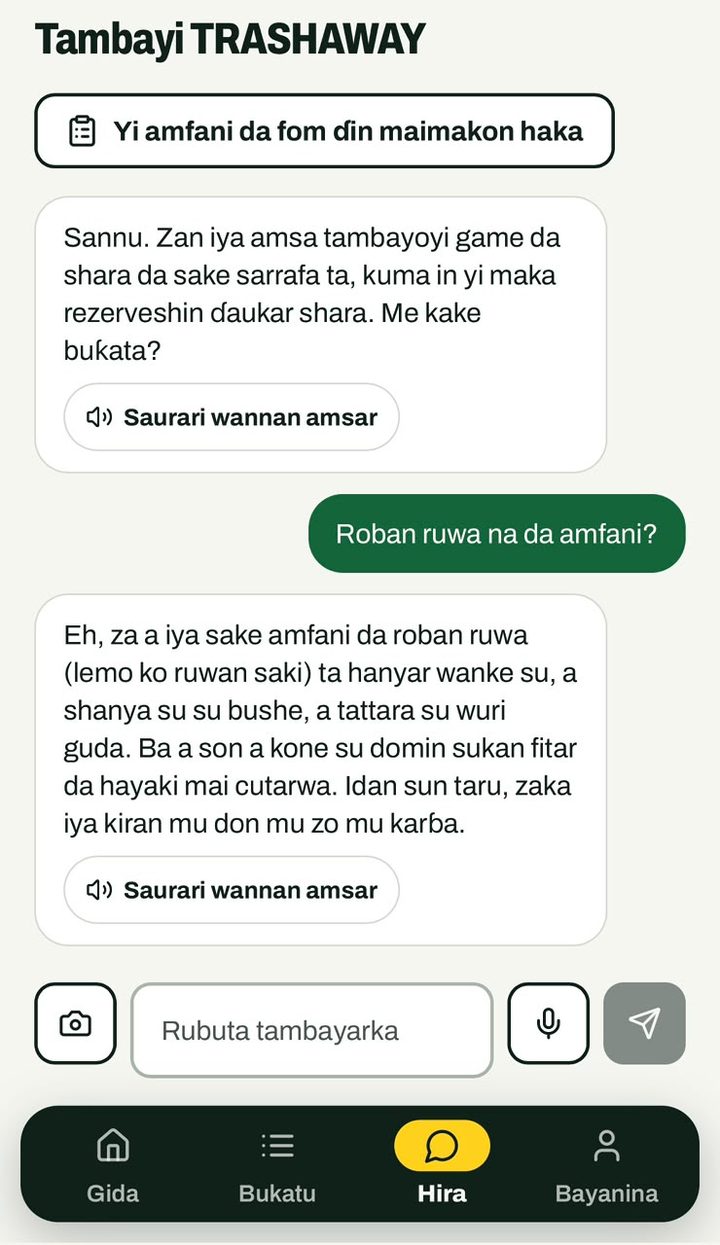 Tambayi TRASHAWAY
Yi amfani da fom ɗin maimakon haka
Sannu. Zan iya amsa tambayoyi game da
shara da sake sarrafa ta, kuma in yi maka
rezerveshin ɗaukar shara. Me kake
buƙata?
Saurari wannan amsar
Roban ruwa na da amfani?
Eh, za a iya sake amfani da roban ruwa
(lemo ko ruwan saki) ta hanyar wanke su, a
shanya su su bushe, a tattara su wuri
guda. Ba a son a kone su domin sukan fitar
da hayaki mai cutarwa. Idan sun taru, zaka
iya kiran mu don mu zo mu karɓa.
Saurari wannan amsar
Rubuta tambayarka
Gida
Bukatu
Hira
Bayanina